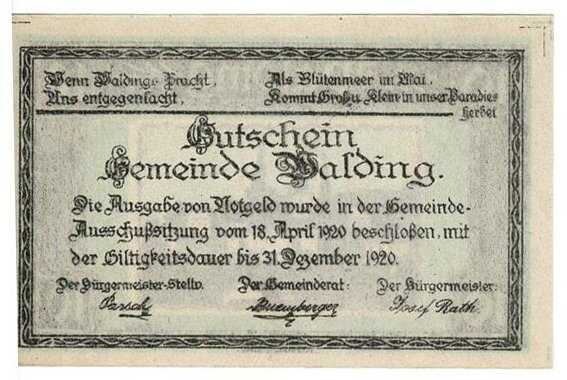 Wenn Waldings Pracht, Als Blütenmeer im Mai,
Uns entgegenlacht, Kommt Groß u Klein in unser Paradies
herbei
Gutschein
Gemeinde Walding.
Die Ausgabe von Notgeld wurde in der Gemeinde-
Ausschußsitzung vom 18. April 1920 beschloßen, mit
der Giltigkeitsdauer bis 31. Dezember 1920.
Der Bürgermeister-Stellv. Der Gemeinderat: Der Bürgermeister:
Josef Rath.